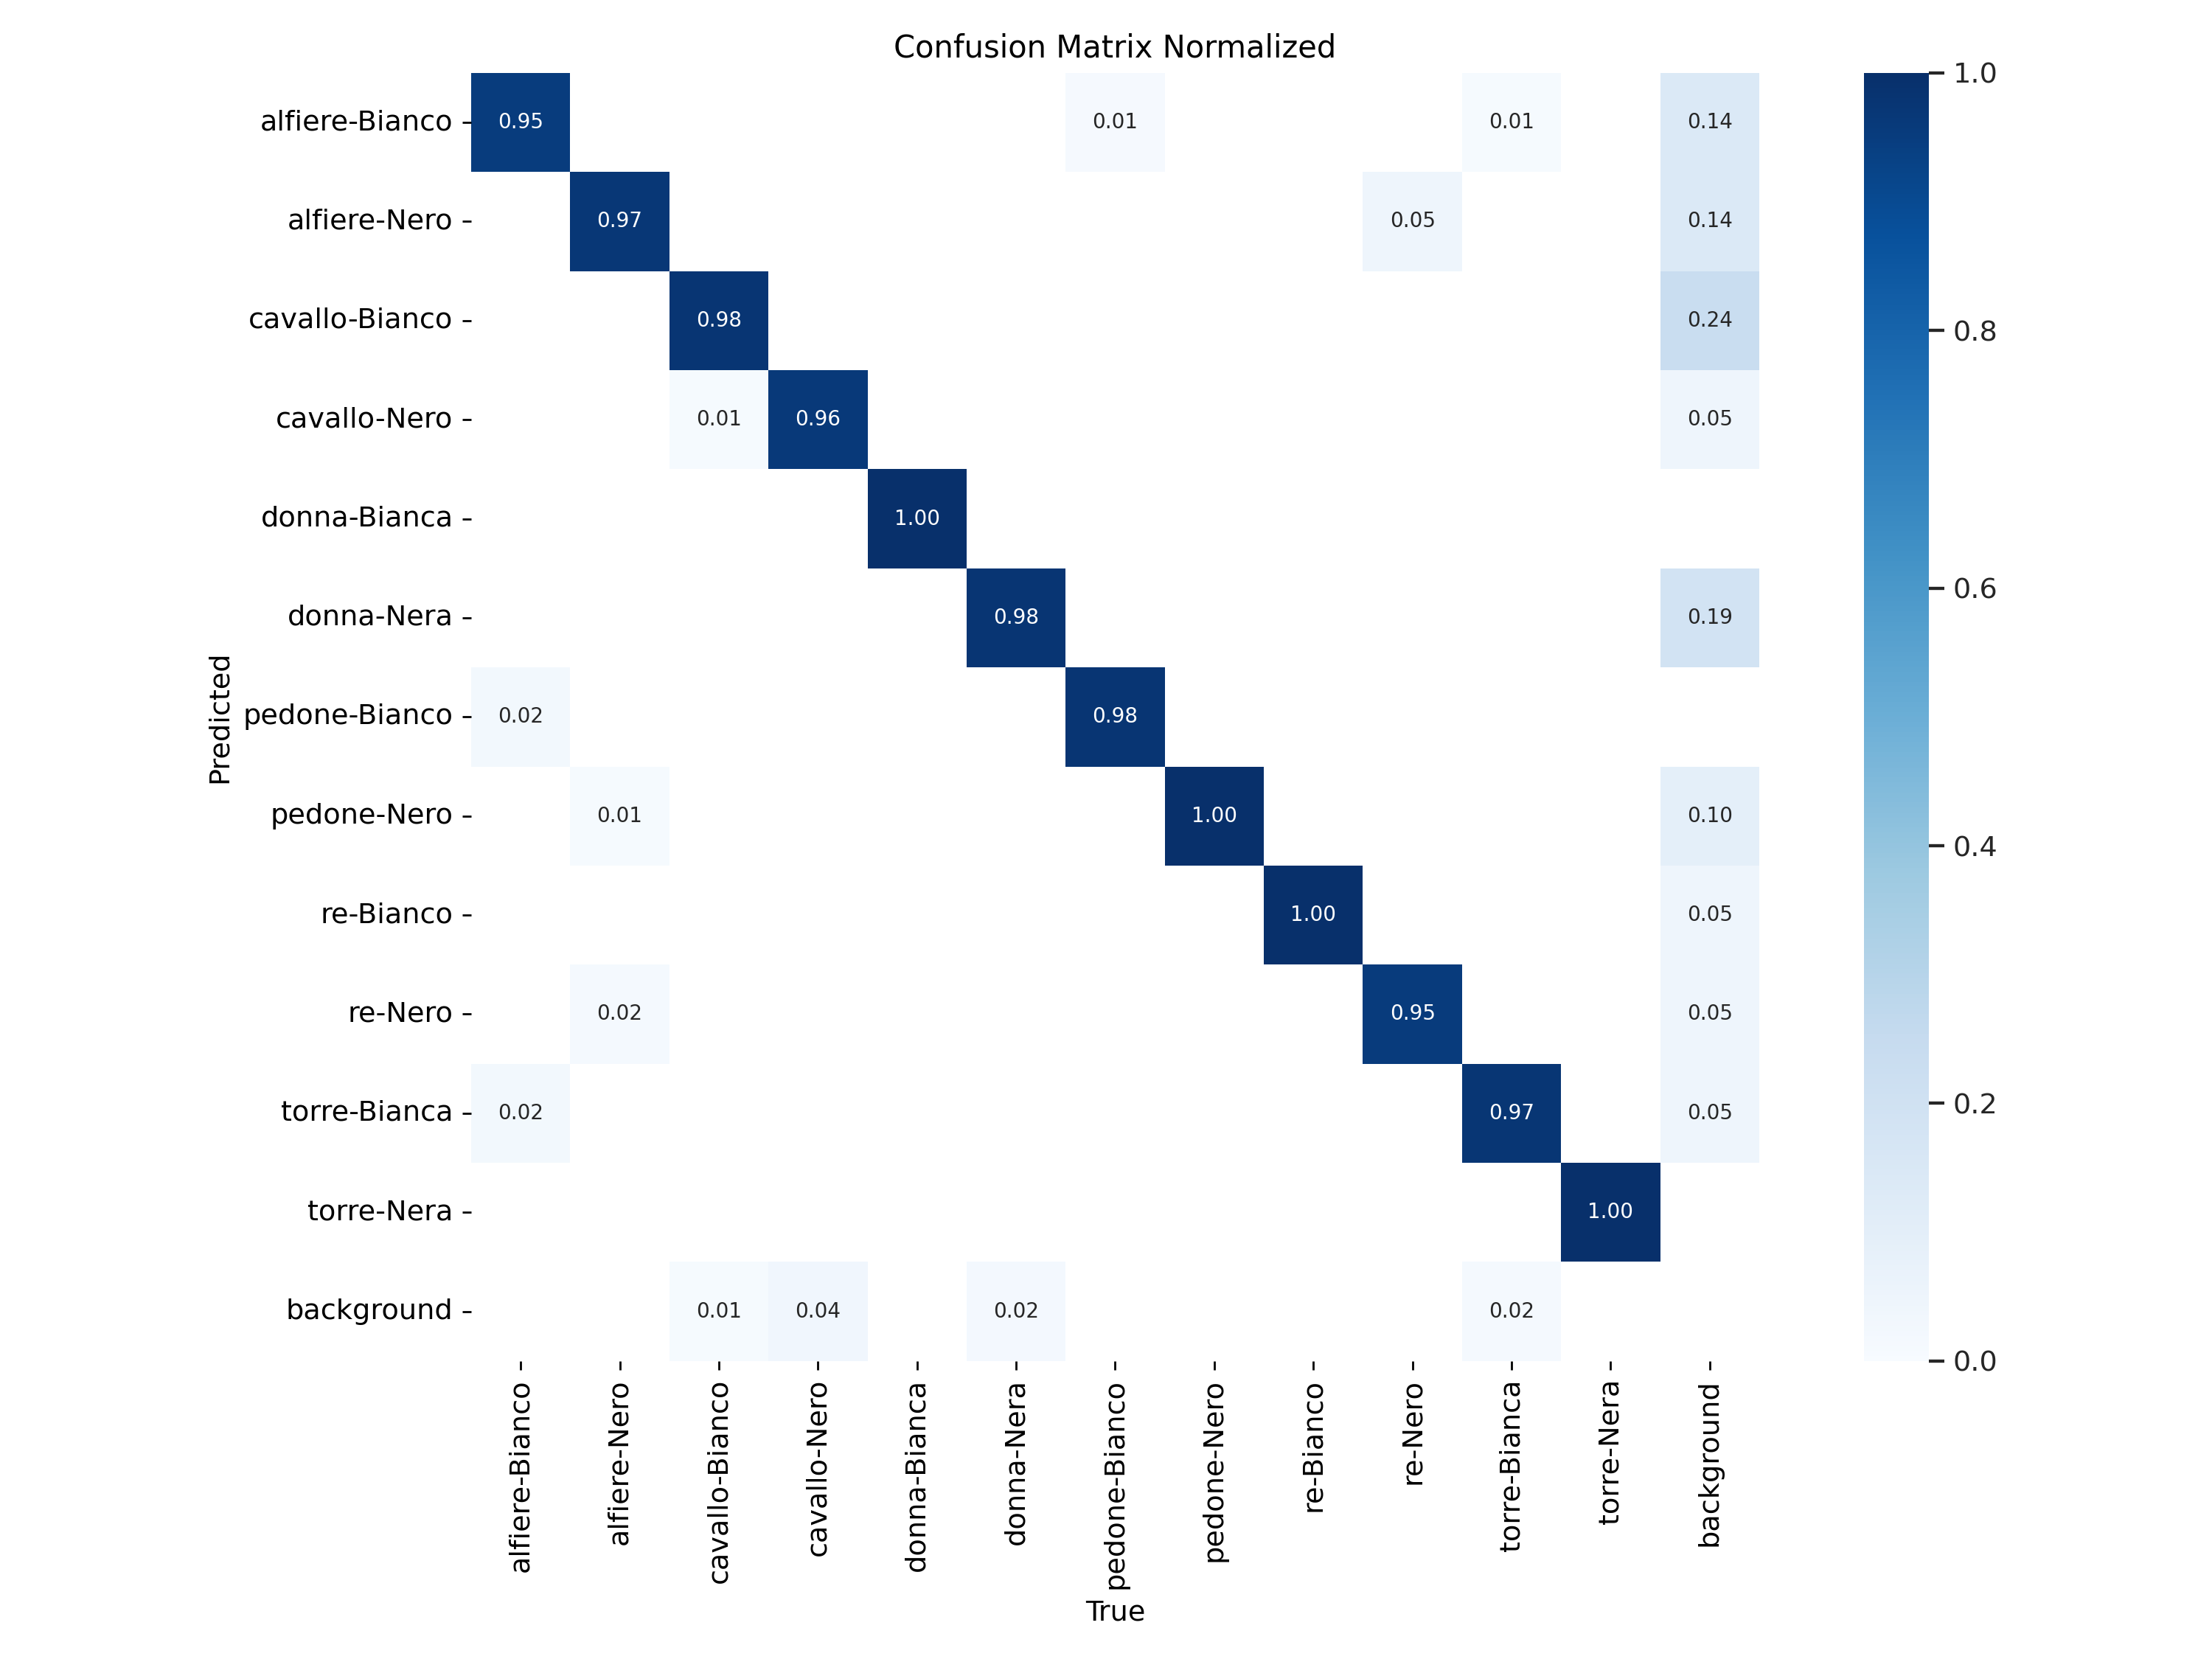 Confusion Matrix Normalized
alfiere-Bianco 0.95 0.01 0.01 0.14
alfiere-Nero 0.97 0.05 0.14
cavallo-Bianco 0.98 0.24
cavallo-Nero 0.01 0.96 0.05
donna-Bianca 1.00
donna-Nera 0.98 0.19
pedone-Bianco 0.02 0.98
pedone-Nero 0.01 1.00 0.10
re-Bianco 1.00 0.05
re-Nero 0.02 0.95 0.05
torre-Bianca 0.02 0.97 0.05
torre-Nera 1.00
background 0.01 0.04 0.02 0.02
Predicted
alfiere-Bianco
alfiere-Nero
cavallo-Bianco
cavallo-Nero
donna-Bianca
donna-Nera
pedone-Bianco
pedone-Nero
re-Bianco
re-Nero
torre-Bianca
torre-Nera
background
True
1.0
0.8
0.6
0.4
0.2
0.0